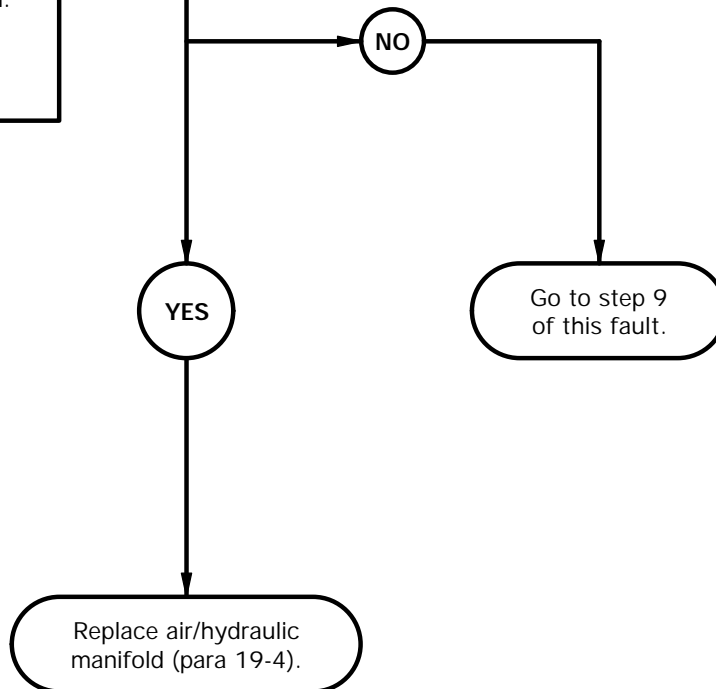 NO
YES
Go to step 9
of this fault.
Replace air/hydraulic
manifold (para 19-4).